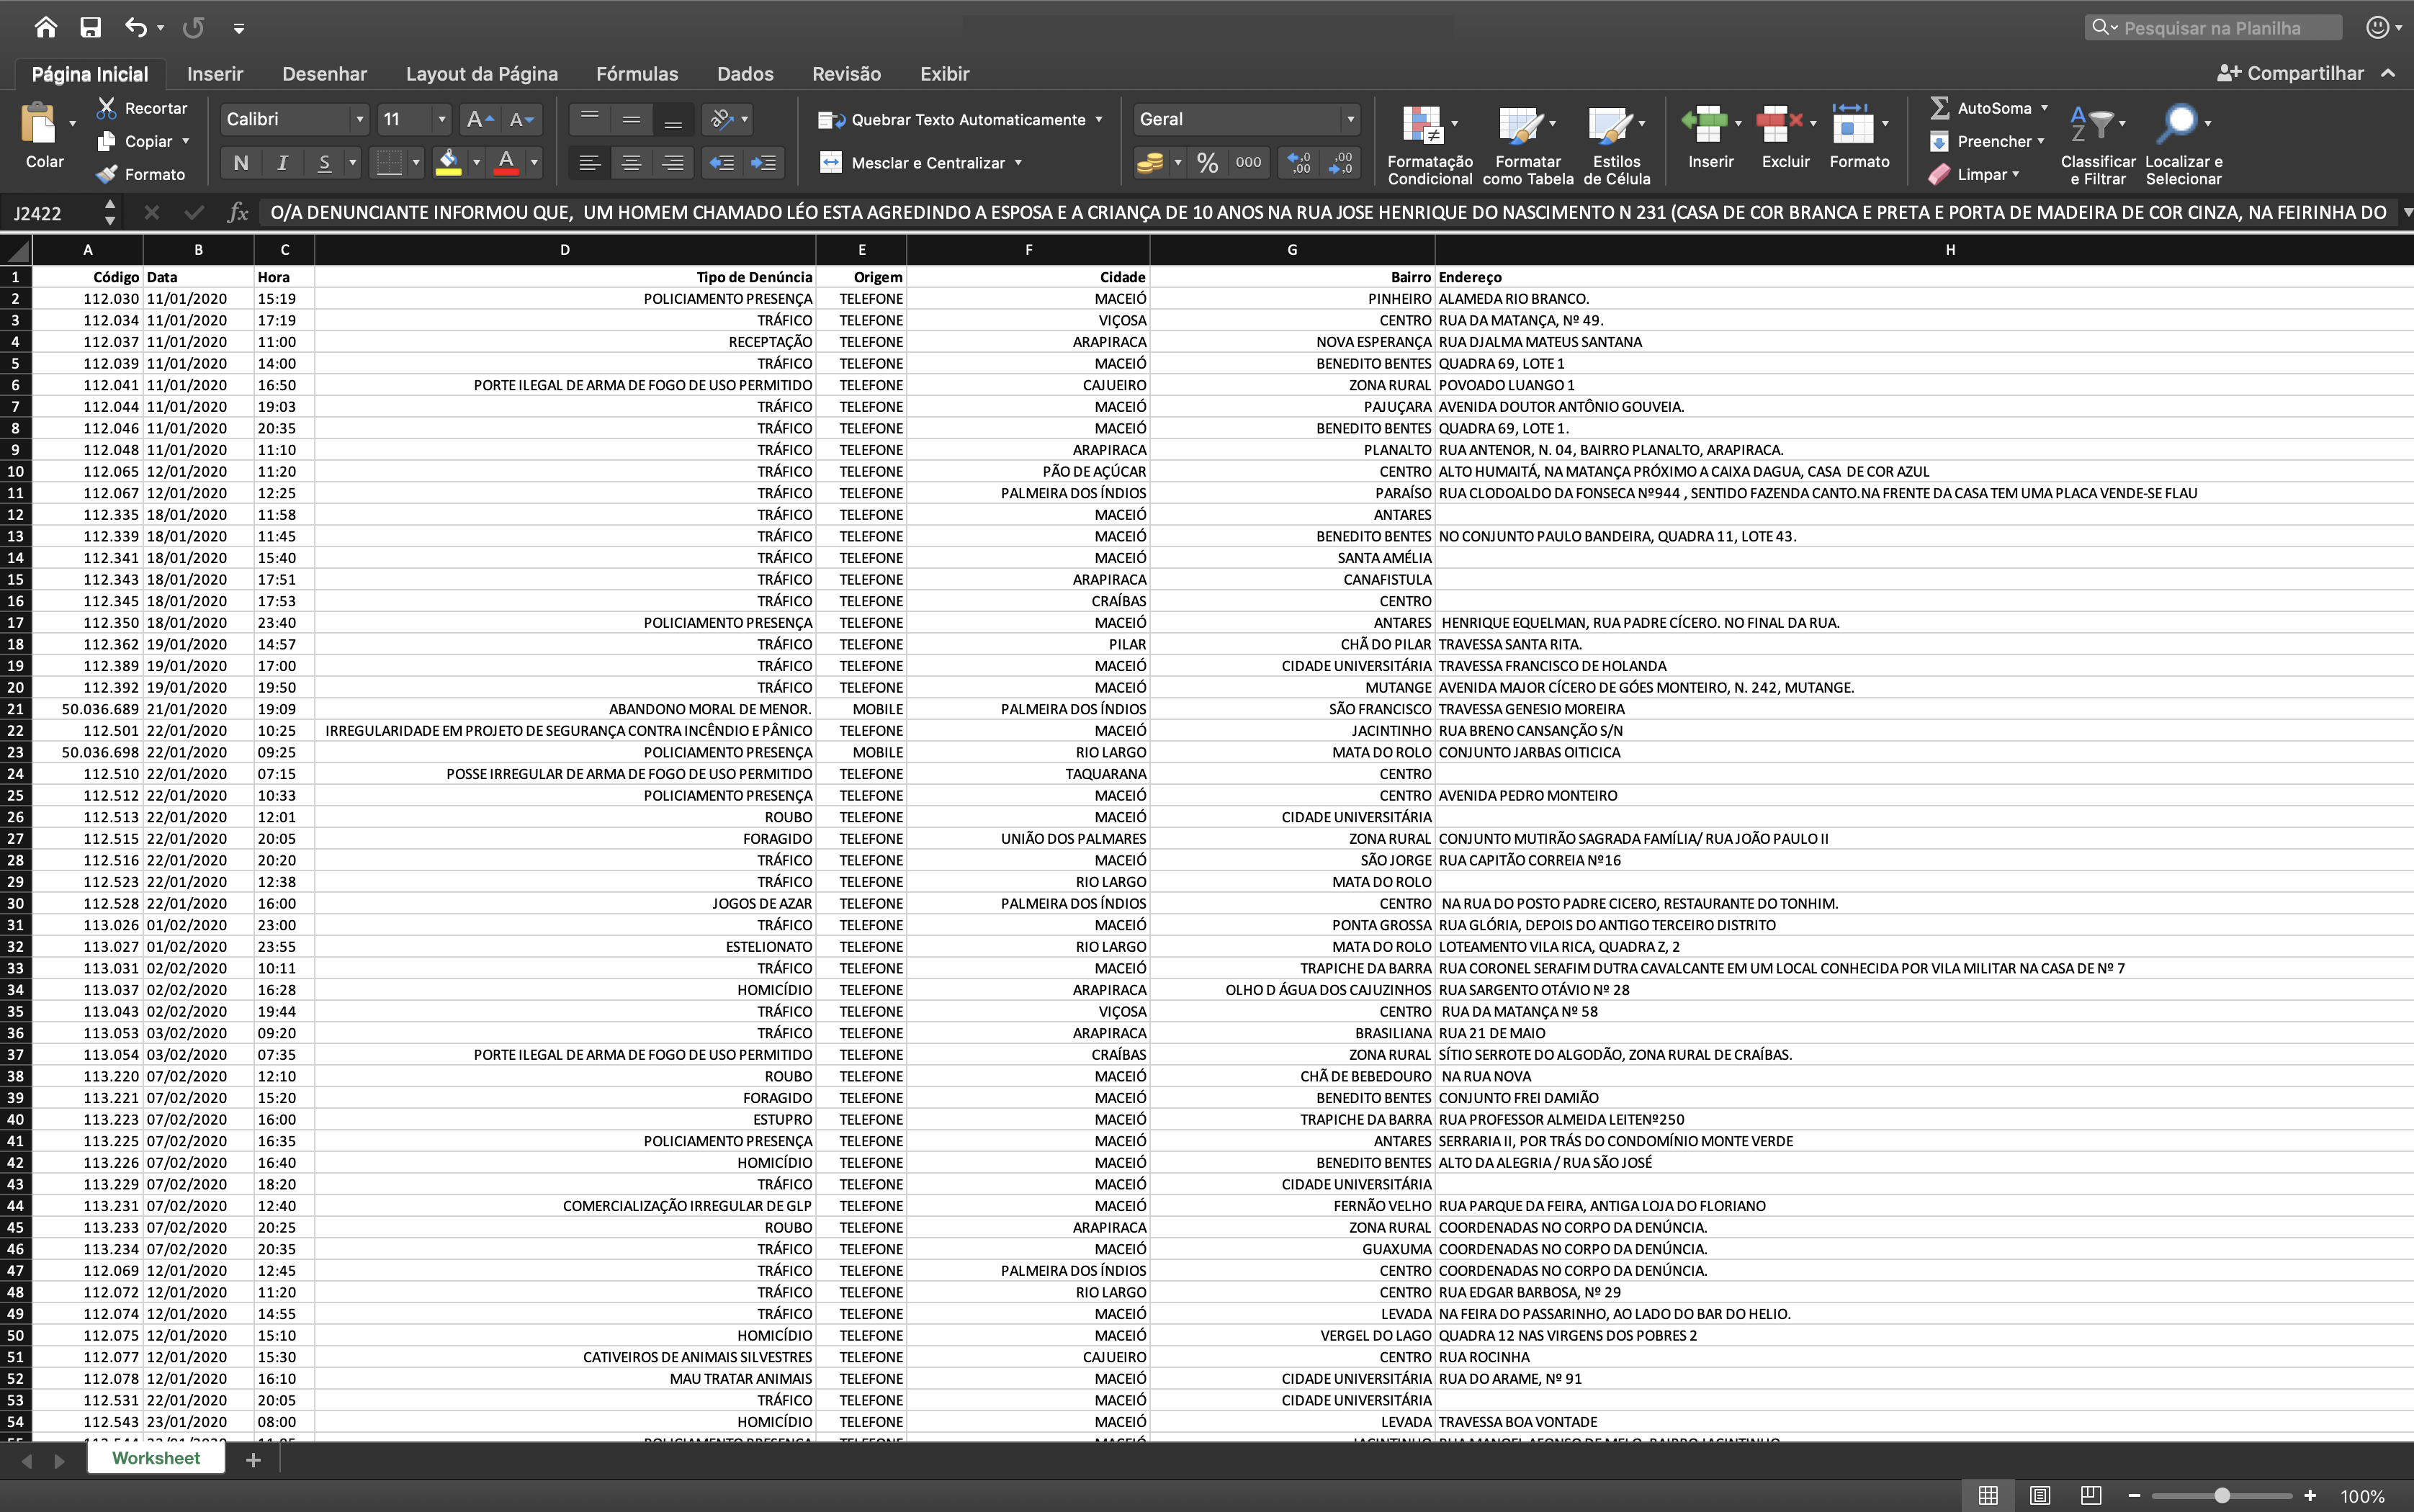 Pesquisar na Planilha
Página Inicial Inserir Desenhar Layout da Página Fórmulas Dados Revisão Exibir Compartilhar
Colar Recortar Copiar Formato
Calibri 11 A A
N I S A
Quebrar Texto Automaticamente
Mesclar e Centralizar
Geral
% 000 ,0 ,00 ,00 ,0
Formatação Condicional
Formatar como Tabela
Estilos de Célula
Inserir Excluir Formato
AutoSoma
Preencher
Limpar
Classificar e Filtrar
Localizar e Selecionar
J2422 fx O/A DENUNCIANTE INFORMOU QUE, UM HOMEM CHAMADO LÉO ESTA AGREDINDO A ESPOSA E A CRIANÇA DE 10 ANOS NA RUA JOSE HENRIQUE DO NASCIMENTO N 231 (CASA DE COR BRANCA E PRETA E PORTA DE MADEIRA DE COR CINZA, NA FEIRINHA DO
A B C D E F G H
1 Código Data Hora Tipo de Denúncia Origem Cidade Bairro Endereço
2 112.030 11/01/2020 15:19 POLICIAMENTO PRESENÇA TELEFONE MACEIÓ PINHEIRO ALAMEDA RIO BRANCO.
3 112.034 11/01/2020 17:19 TRÁFICO TELEFONE VIÇOSA CENTRO RUA DA MATANÇA, Nº 49.
4 112.037 11/01/2020 11:00 RECEPTAÇÃO TELEFONE ARAPIRACA NOVA ESPERANÇA RUA DJALMA MATEUS SANTANA
5 112.039 11/01/2020 14:00 TRÁFICO TELEFONE MACEIÓ BENEDITO BENTES QUADRA 69, LOTE 1
6 112.041 11/01/2020 16:50 PORTE ILEGAL DE ARMA DE FOGO DE USO PERMITIDO TELEFONE CAJUEIRO ZONA RURAL POVOADO LUANGO 1
7 112.044 11/01/2020 19:03 TRÁFICO TELEFONE MACEIÓ PAJUÇARA AVENIDA DOUTOR ANTÔNIO GOUVEIA.
8 112.046 11/01/2020 20:35 TRÁFICO TELEFONE MACEIÓ BENEDITO BENTES QUADRA 69, LOTE 1.
9 112.048 11/01/2020 11:10 TRÁFICO TELEFONE ARAPIRACA PLANALTO RUA ANTENOR, N. 04, BAIRRO PLANALTO, ARAPIRACA.
10 112.065 12/01/2020 11:20 TRÁFICO TELEFONE PÃO DE AÇÚCAR CENTRO ALTO HUMAITÁ, NA MATANÇA PRÓXIMO A CAIXA DAGUA, CASA DE COR AZUL
11 112.067 12/01/2020 12:25 TRÁFICO TELEFONE PALMEIRA DOS ÍNDIOS PARAÍSO RUA CLODOALDO DA FONSECA Nº944 , SENTIDO FAZENDA CANTO.NA FRENTE DA CASA TEM UMA PLACA VENDE-SE FLAU
12 112.335 18/01/2020 11:58 TRÁFICO TELEFONE MACEIÓ ANTARES
13 112.339 18/01/2020 11:45 TRÁFICO TELEFONE MACEIÓ BENEDITO BENTES NO CONJUNTO PAULO BANDEIRA, QUADRA 11, LOTE 43.
14 112.341 18/01/2020 15:40 TRÁFICO TELEFONE MACEIÓ SANTA AMÉLIA
15 112.343 18/01/2020 17:51 TRÁFICO TELEFONE ARAPIRACA CANAFISTULA
16 112.345 18/01/2020 17:53 TRÁFICO TELEFONE CRAÍBAS CENTRO
17 112.350 18/01/2020 23:40 POLICIAMENTO PRESENÇA TELEFONE MACEIÓ ANTARES HENRIQUE EQUELMAN, RUA PADRE CÍCERO. NO FINAL DA RUA.
18 112.362 19/01/2020 14:57 TRÁFICO TELEFONE PILAR CHÃ DO PILAR TRAVESSA SANTA RITA.
19 112.389 19/01/2020 17:00 TRÁFICO TELEFONE MACEIÓ CIDADE UNIVERSITÁRIA TRAVESSA FRANCISCO DE HOLANDA
20 112.392 19/01/2020 19:50 TRÁFICO TELEFONE MACEIÓ MUTANGE AVENIDA MAJOR CÍCERO DE GÓES MONTEIRO, N. 242, MUTANGE.
21 50.036.689 21/01/2020 19:09 ABANDONO MORAL DE MENOR. MOBILE PALMEIRA DOS ÍNDIOS SÃO FRANCISCO TRAVESSA GENESIO MOREIRA
22 112.501 22/01/2020 10:25 IRREGULARIDADE EM PROJETO DE SEGURANÇA CONTRA INCÊNDIO E PÂNICO TELEFONE MACEIÓ JACINTINHO RUA BRENO CANSANÇÃO S/N
23 50.036.698 22/01/2020 09:25 POLICIAMENTO PRESENÇA MOBILE RIO LARGO MATA DO ROLO CONJUNTO JARBAS OITICICA
24 112.510 22/01/2020 07:15 POSSE IRREGULAR DE ARMA DE FOGO DE USO PERMITIDO TELEFONE TAQUARANA CENTRO
25 112.512 22/01/2020 10:33 POLICIAMENTO PRESENÇA TELEFONE MACEIÓ CENTRO AVENIDA PEDRO MONTEIRO
26 112.513 22/01/2020 12:01 ROUBO TELEFONE MACEIÓ CIDADE UNIVERSITÁRIA
27 112.515 22/01/2020 20:05 FORAGIDO TELEFONE UNIÃO DOS PALMARES ZONA RURAL CONJUNTO MUTIRÃO SAGRADA FAMÍLIA/ RUA JOÃO PAULO II
28 112.516 22/01/2020 20:20 TRÁFICO TELEFONE MACEIÓ SÃO JORGE RUA CAPITÃO CORREIA Nº16
29 112.523 22/01/2020 12:38 TRÁFICO TELEFONE RIO LARGO MATA DO ROLO
30 112.528 22/01/2020 16:00 JOGOS DE AZAR TELEFONE PALMEIRA DOS ÍNDIOS CENTRO NA RUA DO POSTO PADRE CICERO, RESTAURANTE DO TONHIM.
31 113.026 01/02/2020 23:00 TRÁFICO TELEFONE MACEIÓ PONTA GROSSA RUA GLÓRIA, DEPOIS DO ANTIGO TERCEIRO DISTRITO
32 113.027 01/02/2020 23:55 ESTELIONATO TELEFONE RIO LARGO MATA DO ROLO LOTEAMENTO VILA RICA, QUADRA Z, 2
33 113.031 02/02/2020 10:11 TRÁFICO TELEFONE MACEIÓ TRAPICHE DA BARRA RUA CORONEL SERAFIM DUTRA CAVALCANTE EM UM LOCAL CONHECIDA POR VILA MILITAR NA CASA DE Nº 7
34 113.037 02/02/2020 16:28 HOMICÍDIO TELEFONE ARAPIRACA OLHO D ÁGUA DOS CAJUZINHOS RUA SARGENTO OTÁVIO Nº 28
35 113.043 02/02/2020 19:44 TRÁFICO TELEFONE VIÇOSA CENTRO RUA DA MATANÇA Nº 58
36 113.053 03/02/2020 09:20 TRÁFICO TELEFONE ARAPIRACA BRASILIANA RUA 21 DE MAIO
37 113.054 03/02/2020 07:35 PORTE ILEGAL DE ARMA DE FOGO DE USO PERMITIDO TELEFONE CRAÍBAS ZONA RURAL SÍTIO SERROTE DO ALGODÃO, ZONA RURAL DE CRAÍBAS.
38 113.220 07/02/2020 12:10 ROUBO TELEFONE MACEIÓ CHÃ DE BEBEDOURO NA RUA NOVA
39 113.221 07/02/2020 15:20 FORAGIDO TELEFONE MACEIÓ BENEDITO BENTES CONJUNTO FREI DAMIÃO
40 113.223 07/02/2020 16:00 ESTUPRO TELEFONE MACEIÓ TRAPICHE DA BARRA RUA PROFESSOR ALMEIDA LEITENº250
41 113.225 07/02/2020 16:35 POLICIAMENTO PRESENÇA TELEFONE MACEIÓ ANTARES SERRARIA II, POR TRÁS DO CONDOMÍNIO MONTE VERDE
42 113.226 07/02/2020 16:40 HOMICÍDIO TELEFONE MACEIÓ BENEDITO BENTES ALTO DA ALEGRIA / RUA SÃO JOSÉ
43 113.229 07/02/2020 18:20 TRÁFICO TELEFONE MACEIÓ CIDADE UNIVERSITÁRIA
44 113.231 07/02/2020 12:40 COMERCIALIZAÇÃO IRREGULAR DE GLP TELEFONE MACEIÓ FERNÃO VELHO RUA PARQUE DA FEIRA, ANTIGA LOJA DO FLORIANO
45 113.233 07/02/2020 20:25 ROUBO TELEFONE ARAPIRACA ZONA RURAL COORDENADAS NO CORPO DA DENÚNCIA.
46 113.234 07/02/2020 20:35 TRÁFICO TELEFONE MACEIÓ GUAXUMA COORDENADAS NO CORPO DA DENÚNCIA.
47 112.069 12/01/2020 12:45 TRÁFICO TELEFONE PALMEIRA DOS ÍNDIOS CENTRO COORDENADAS NO CORPO DA DENÚNCIA.
48 112.072 12/01/2020 11:20 TRÁFICO TELEFONE RIO LARGO CENTRO RUA EDGAR BARBOSA, Nº 29
49 112.074 12/01/2020 14:55 TRÁFICO TELEFONE MACEIÓ LEVADA NA FEIRA DO PASSARINHO, AO LADO DO BAR DO HELIO.
50 112.075 12/01/2020 15:10 HOMICÍDIO TELEFONE MACEIÓ VERGEL DO LAGO QUADRA 12 NAS VIRGENS DOS POBRES 2
51 112.077 12/01/2020 15:30 CATIVEIROS DE ANIMAIS SILVESTRES TELEFONE CAJUEIRO CENTRO RUA ROCINHA
52 112.078 12/01/2020 16:10 MAU TRATAR ANIMAIS TELEFONE MACEIÓ CIDADE UNIVERSITÁRIA RUA DO ARAME, Nº 91
53 112.531 22/01/2020 20:05 TRÁFICO TELEFONE MACEIÓ CIDADE UNIVERSITÁRIA
54 112.543 23/01/2020 08:00 HOMICÍDIO TELEFONE MACEIÓ LEVADA TRAVESSA BOA VONTADE
Worksheet +
100%